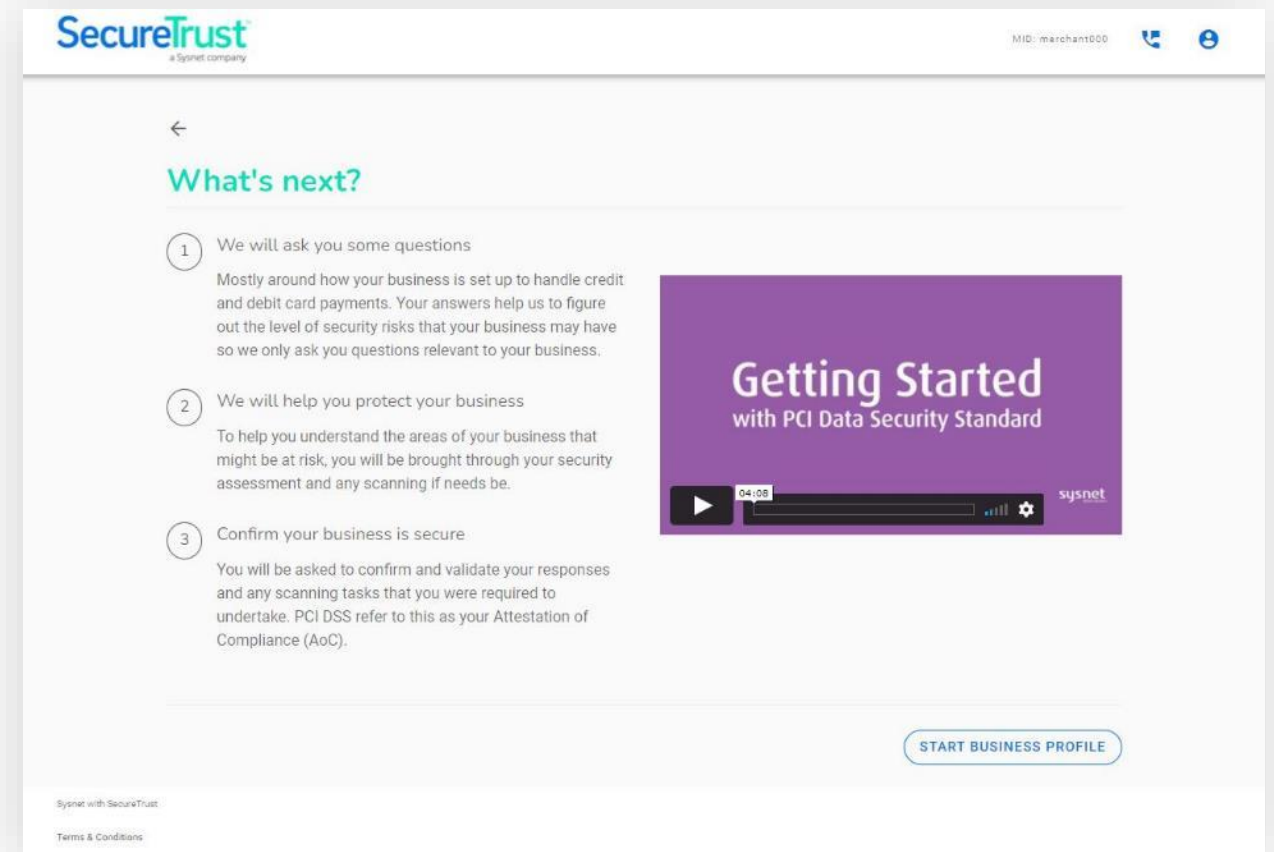 SecureTrust
a Sysnet company
MID: merchant000
What's next?
1
We will ask you some questions
Mostly around how your business is set up to handle credit
and debit card payments. Your answers help us to figure
out the level of security risks that your business may have
so we only ask you questions relevant to your business.
2
We will help you protect your business
To help you understand the areas of your business that
might be at risk, you will be brought through your security
assessment and any scanning if needs be.
3
Confirm your business is secure
You will be asked to confirm and validate your responses
and any scanning tasks that you were required to
undertake. PCI DSS refer to this as your Attestation of
Compliance (AoC).
Getting Started
with PCI Data Security Standard
04:08
sysnet
START BUSINESS PROFILE
Sysnet with SecureTrust
Terms & Conditions